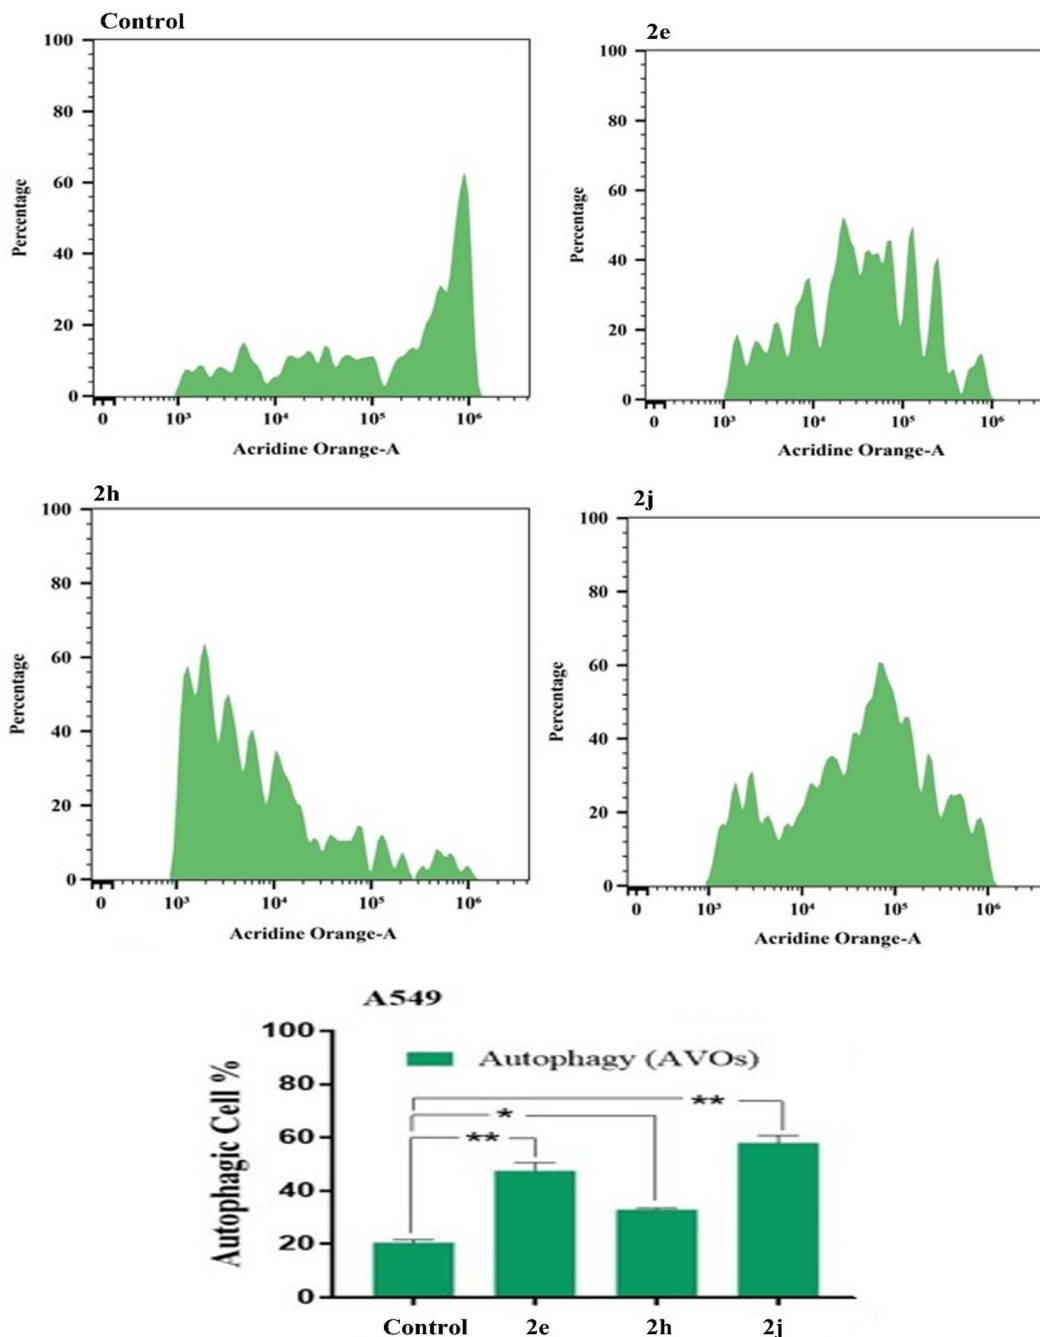 Control
100
80
60
40
20
0
Percentage
0 10³ 10⁴ 10⁵ 10⁶
Acridine Orange-A
2e
100
80
60
40
20
0
Percentage
0 10³ 10⁴ 10⁵ 10⁶
Acridine Orange-A
2h
100
80
60
40
20
0
Percentage
0 10³ 10⁴ 10⁵ 10⁶
Acridine Orange-A
2j
100
80
60
40
20
0
Percentage
0 10³ 10⁴ 10⁵ 10⁶
Acridine Orange-A
A549
100
80
60
40
20
0
Autophagic Cell %
Autophagy (AVOs)
**
*
**
Control 2e 2h 2j